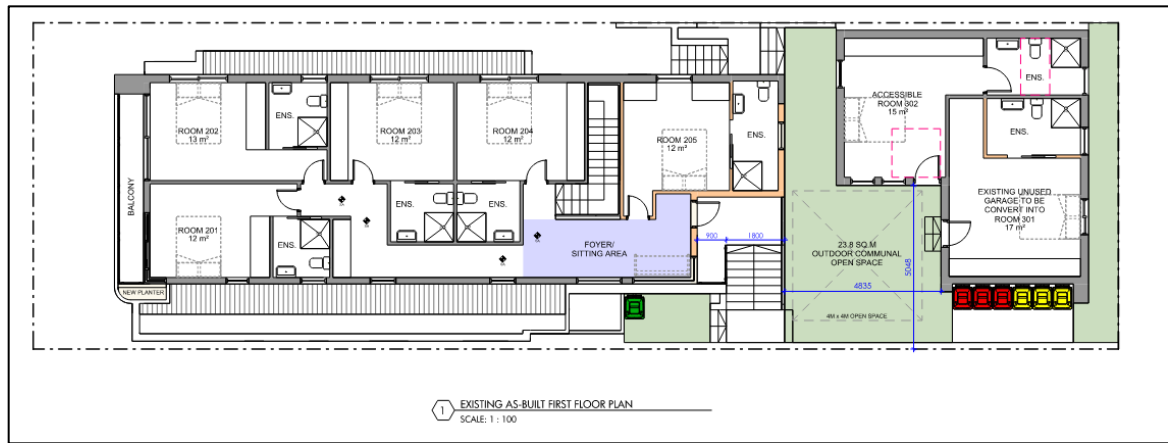 BALCONY
NEW PLANTER
ROOM 202
13 m²
ENS.
ROOM 201
12 m²
ENS.
ROOM 203
12 m²
ENS.
ROOM 204
12 m²
ENS.
FOYER/
SITTING AREA
ROOM 205
12 m²
ENS.
900
1800
23.8 SQ.M
OUTDOOR COMMUNAL
OPEN SPACE
4835
5048
4M x 4M OPEN SPACE
ACCESSIBLE
ROOM 302
15 m²
ENS.
ENS.
EXISTING UNUSED
GARAGE TO BE
CONVERT INTO
ROOM 301
17 m²
1
EXISTING AS-BUILT FIRST FLOOR PLAN
SCALE: 1 : 100